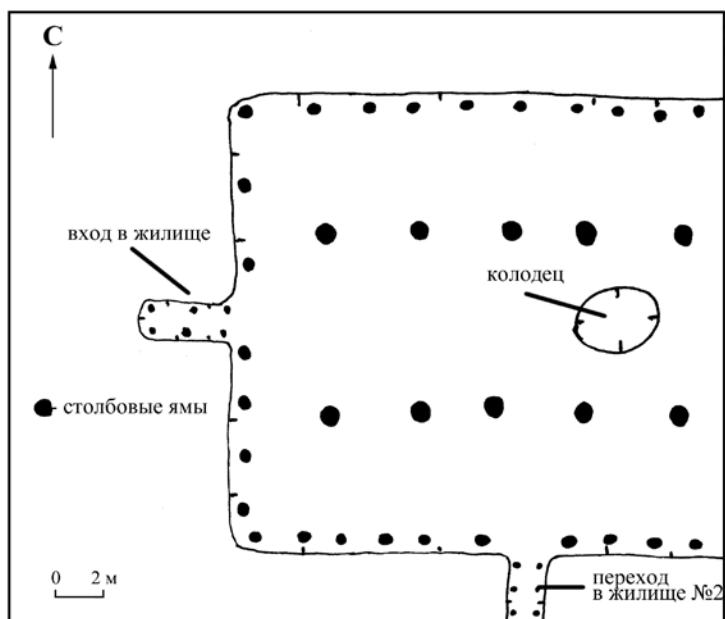 С
вход в жилище
колодец
- столбовые ямы
0 2 м
переход
в жилище №2